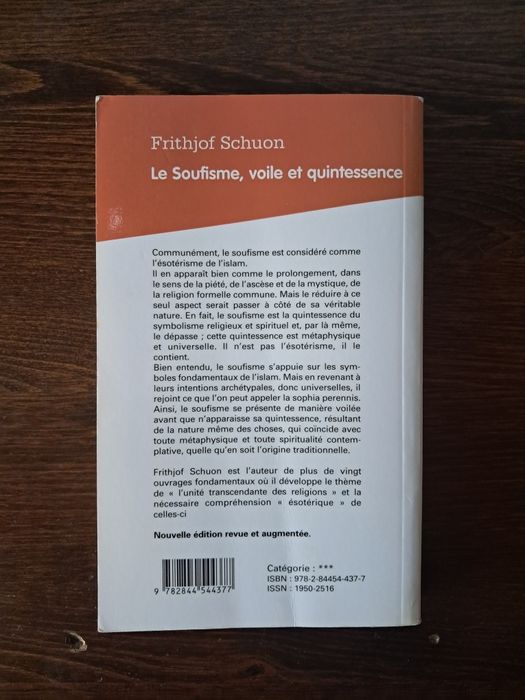 Frithjof Schuon
Le Soufisme, voile et quintessence
Communément, le soufisme est considéré comme
l'ésotérisme de l'islam.
Il en apparaît bien comme le prolongement, dans
le sens de la piété, de l'ascèse et de la mystique, de
la religion formelle commune. Mais le réduire à ce
seul aspect serait passer à côté de sa véritable
nature. En fait, le soufisme est la quintessence du
symbolisme religieux et spirituel et, par là même,
le dépasse ; cette quintessence est métaphysique
et universelle. Il n'est pas l'ésotérisme, il le
contient.
Bien entendu, le soufisme s'appuie sur les sym-
boles fondamentaux de l'islam. Mais en revenant à
leurs intentions archétypales, donc universelles, il
rejoint ce que l'on peut appeler la sophia perennis.
Ainsi, le soufisme se présente de manière voilée
avant que n'apparaisse sa quintessence, résultant
de la nature même des choses, qui coïncide avec
toute métaphysique et toute spiritualité contem-
plative, quelle qu'en soit l'origine traditionnelle.
Frithjof Schuon est l'auteur de plus de vingt
ouvrages fondamentaux où il développe le thème
de « l'unité transcendante des religions » et la
nécessaire compréhension « ésotérique » de
celles-ci
Nouvelle édition revue et augmentée.
Catégorie : ***
ISBN : 978-2-84454-437-7
ISSN : 1950-2516
9 782844 544377